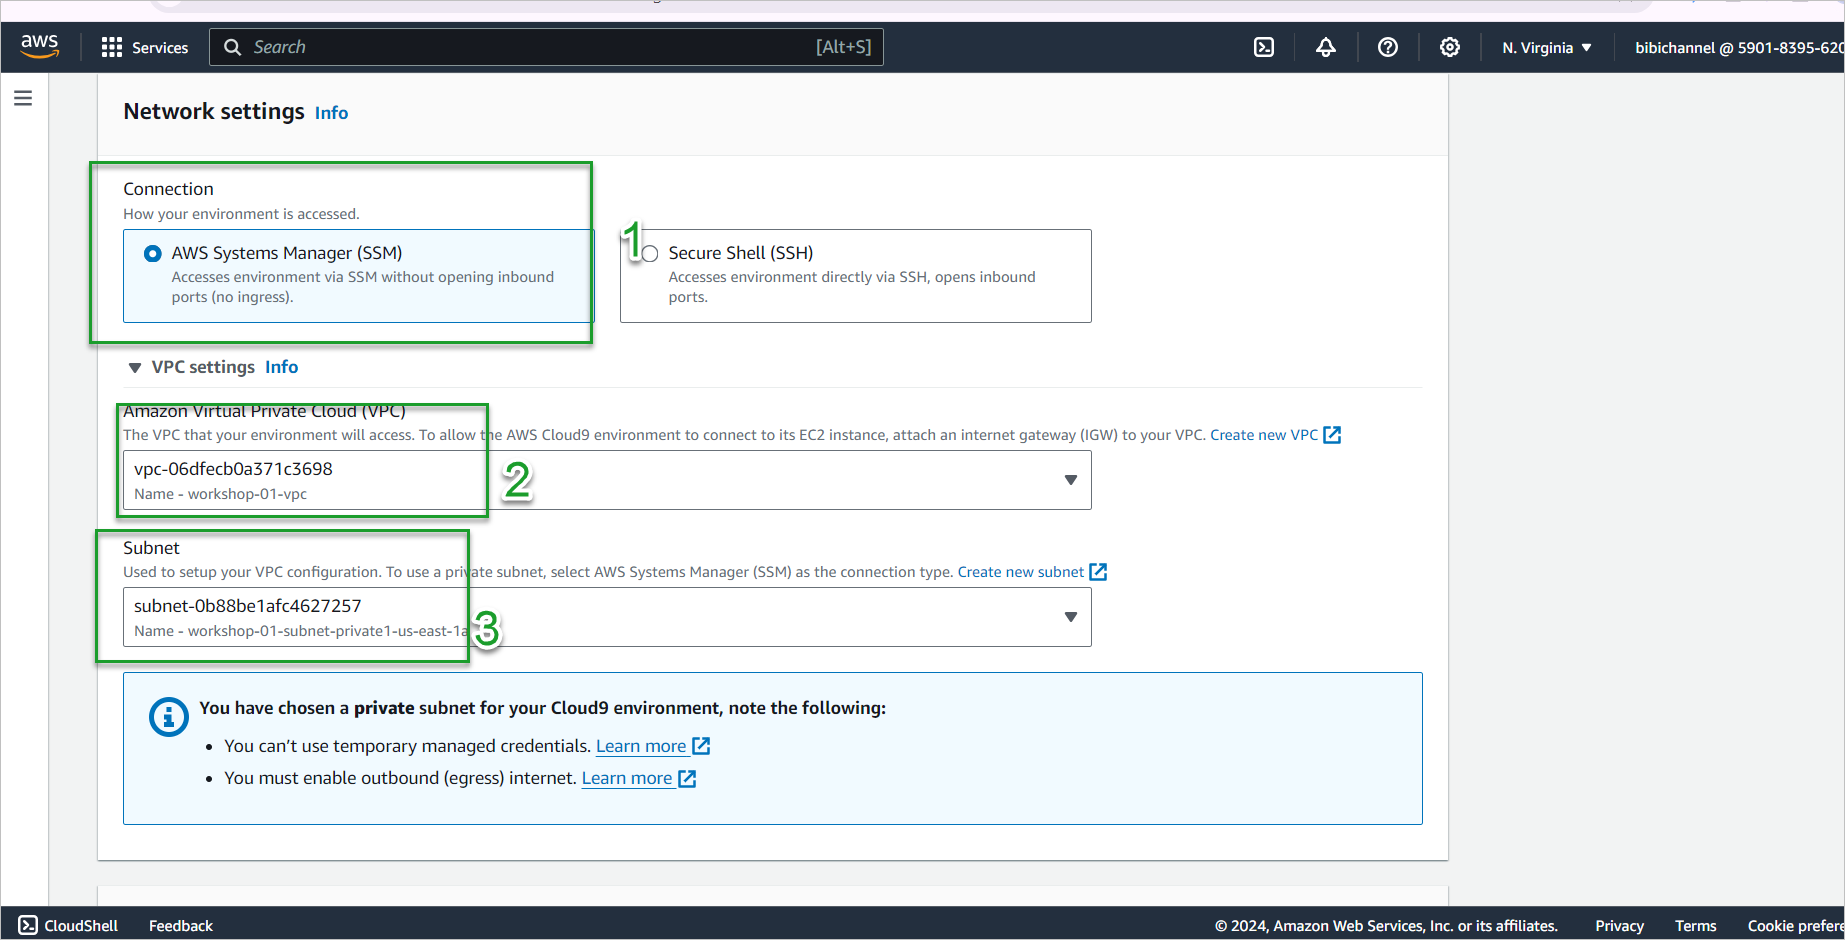 aws
Services
Search
[Alt+S]
N. Virginia
bibichannel @ 5901-8395-620
Network settings Info
Connection
How your environment is accessed.
1
AWS Systems Manager (SSM)
Accesses environment via SSM without opening inbound
ports (no ingress).
Secure Shell (SSH)
Accesses environment directly via SSH, opens inbound
ports.
VPC settings Info
Amazon Virtual Private Cloud (VPC)
The VPC that your environment will access. To allow the AWS Cloud9 environment to connect to its EC2 instance, attach an internet gateway (IGW) to your VPC. Create new VPC
vpc-06dfecb0a371c3698
Name - workshop-01-vpc
2
Subnet
Used to setup your VPC configuration. To use a private subnet, select AWS Systems Manager (SSM) as the connection type. Create new subnet
subnet-0b88be1afc4627257
Name - workshop-01-subnet-private1-us-east-1a
3
You have chosen a private subnet for your Cloud9 environment, note the following:
• You can't use temporary managed credentials. Learn more
• You must enable outbound (egress) internet. Learn more
CloudShell
Feedback
© 2024, Amazon Web Services, Inc. or its affiliates.
Privacy
Terms
Cookie prefere